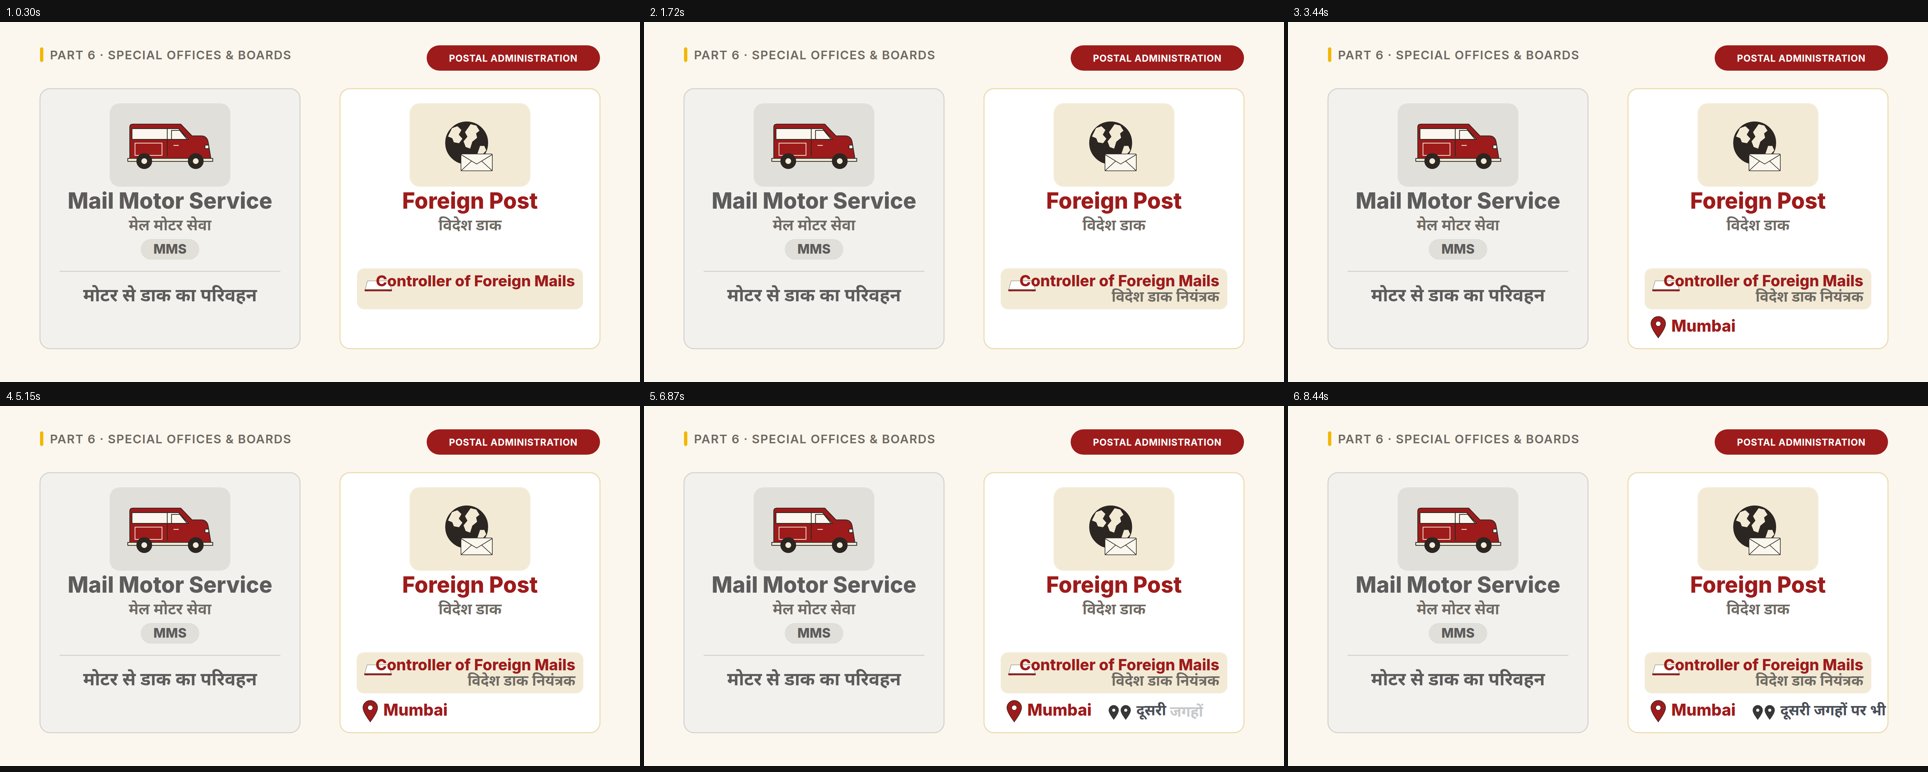 1. 0.30s
PART 6 · SPECIAL OFFICES & BOARDS
POSTAL ADMINISTRATION
Mail Motor Service
मेल मोटर सेवा
MMS
मोटर से डाक का परिवहन
Foreign Post
विदेश डाक
Controller of Foreign Mails
2. 1.72s
PART 6 · SPECIAL OFFICES & BOARDS
POSTAL ADMINISTRATION
Mail Motor Service
मेल मोटर सेवा
MMS
मोटर से डाक का परिवहन
Foreign Post
विदेश डाक
Controller of Foreign Mails
विदेश डाक नियंत्रक
3. 3.44s
PART 6 · SPECIAL OFFICES & BOARDS
POSTAL ADMINISTRATION
Mail Motor Service
मेल मोटर सेवा
MMS
मोटर से डाक का परिवहन
Foreign Post
विदेश डाक
Controller of Foreign Mails
विदेश डाक नियंत्रक
Mumbai
4. 5.15s
PART 6 · SPECIAL OFFICES & BOARDS
POSTAL ADMINISTRATION
Mail Motor Service
मेल मोटर सेवा
MMS
मोटर से डाक का परिवहन
Foreign Post
विदेश डाक
Controller of Foreign Mails
विदेश डाक नियंत्रक
Mumbai
5. 6.87s
PART 6 · SPECIAL OFFICES & BOARDS
POSTAL ADMINISTRATION
Mail Motor Service
मेल मोटर सेवा
MMS
मोटर से डाक का परिवहन
Foreign Post
विदेश डाक
Controller of Foreign Mails
विदेश डाक नियंत्रक
Mumbai दूसरी जगहों
6. 8.44s
PART 6 · SPECIAL OFFICES & BOARDS
POSTAL ADMINISTRATION
Mail Motor Service
मेल मोटर सेवा
MMS
मोटर से डाक का परिवहन
Foreign Post
विदेश डाक
Controller of Foreign Mails
विदेश डाक नियंत्रक
Mumbai दूसरी जगहों पर भी